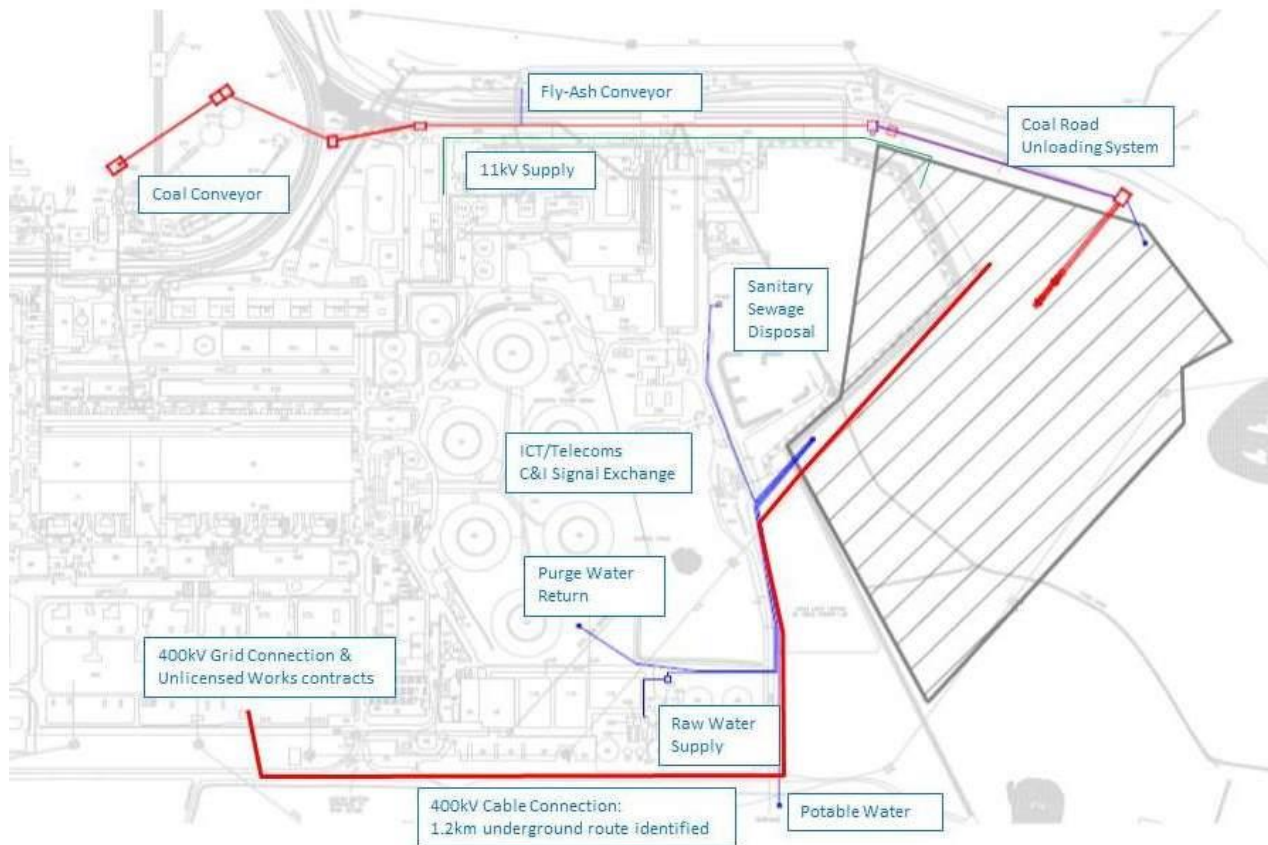 Fly-Ash Conveyor
Coal Road
Unloading System
11kV Supply
Coal Conveyor
Sanitary
Sewage
Disposal
ICT/Telecoms
C&I Signal Exchange
Purge Water
Return
400kV Grid Connection &
Unlicensed Works contracts
Raw Water
Supply
400kV Cable Connection:
1.2km underground route identified
Potable Water